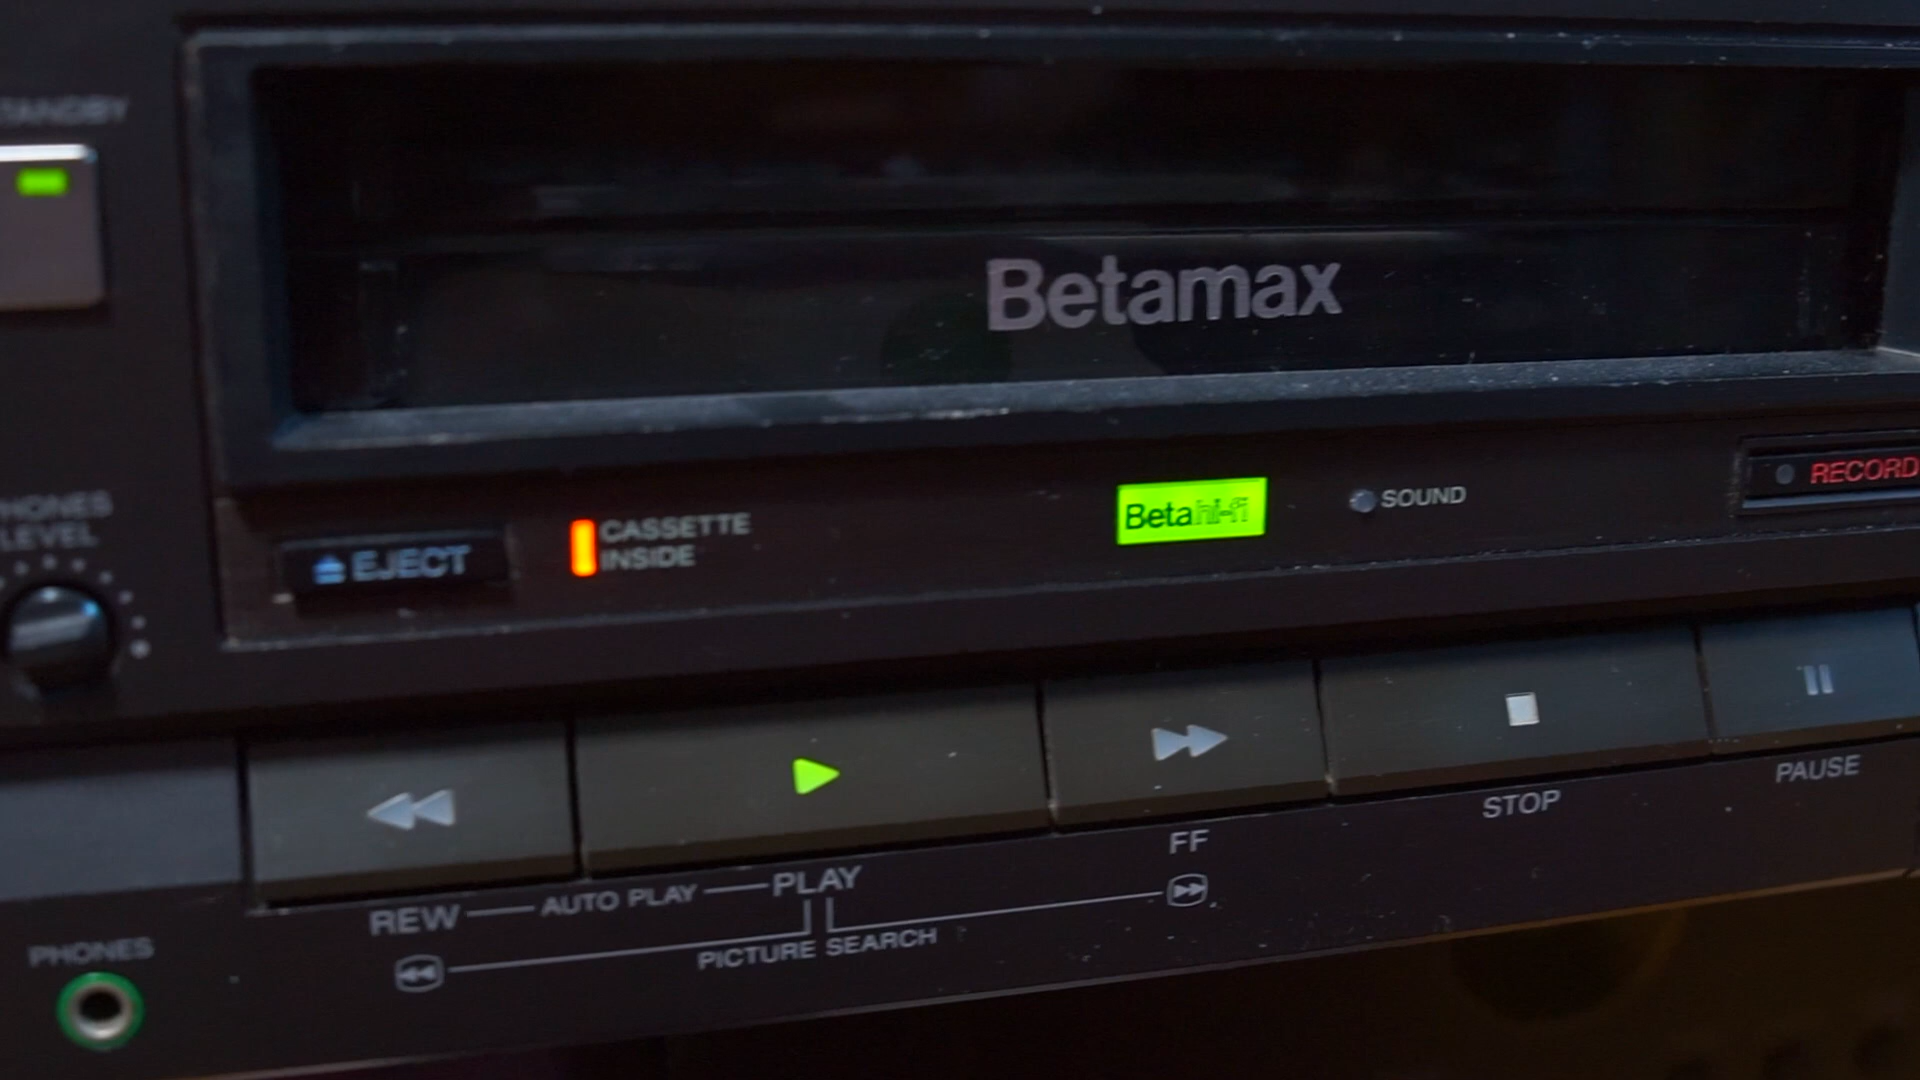 STANDBY
Betamax
PHONES
LEVEL
EJECT
CASSETTE
INSIDE
Beta hi-fi
SOUND
RECORD
PAUSE
STOP
FF
REW
AUTO PLAY
PLAY
PICTURE SEARCH
PHONES